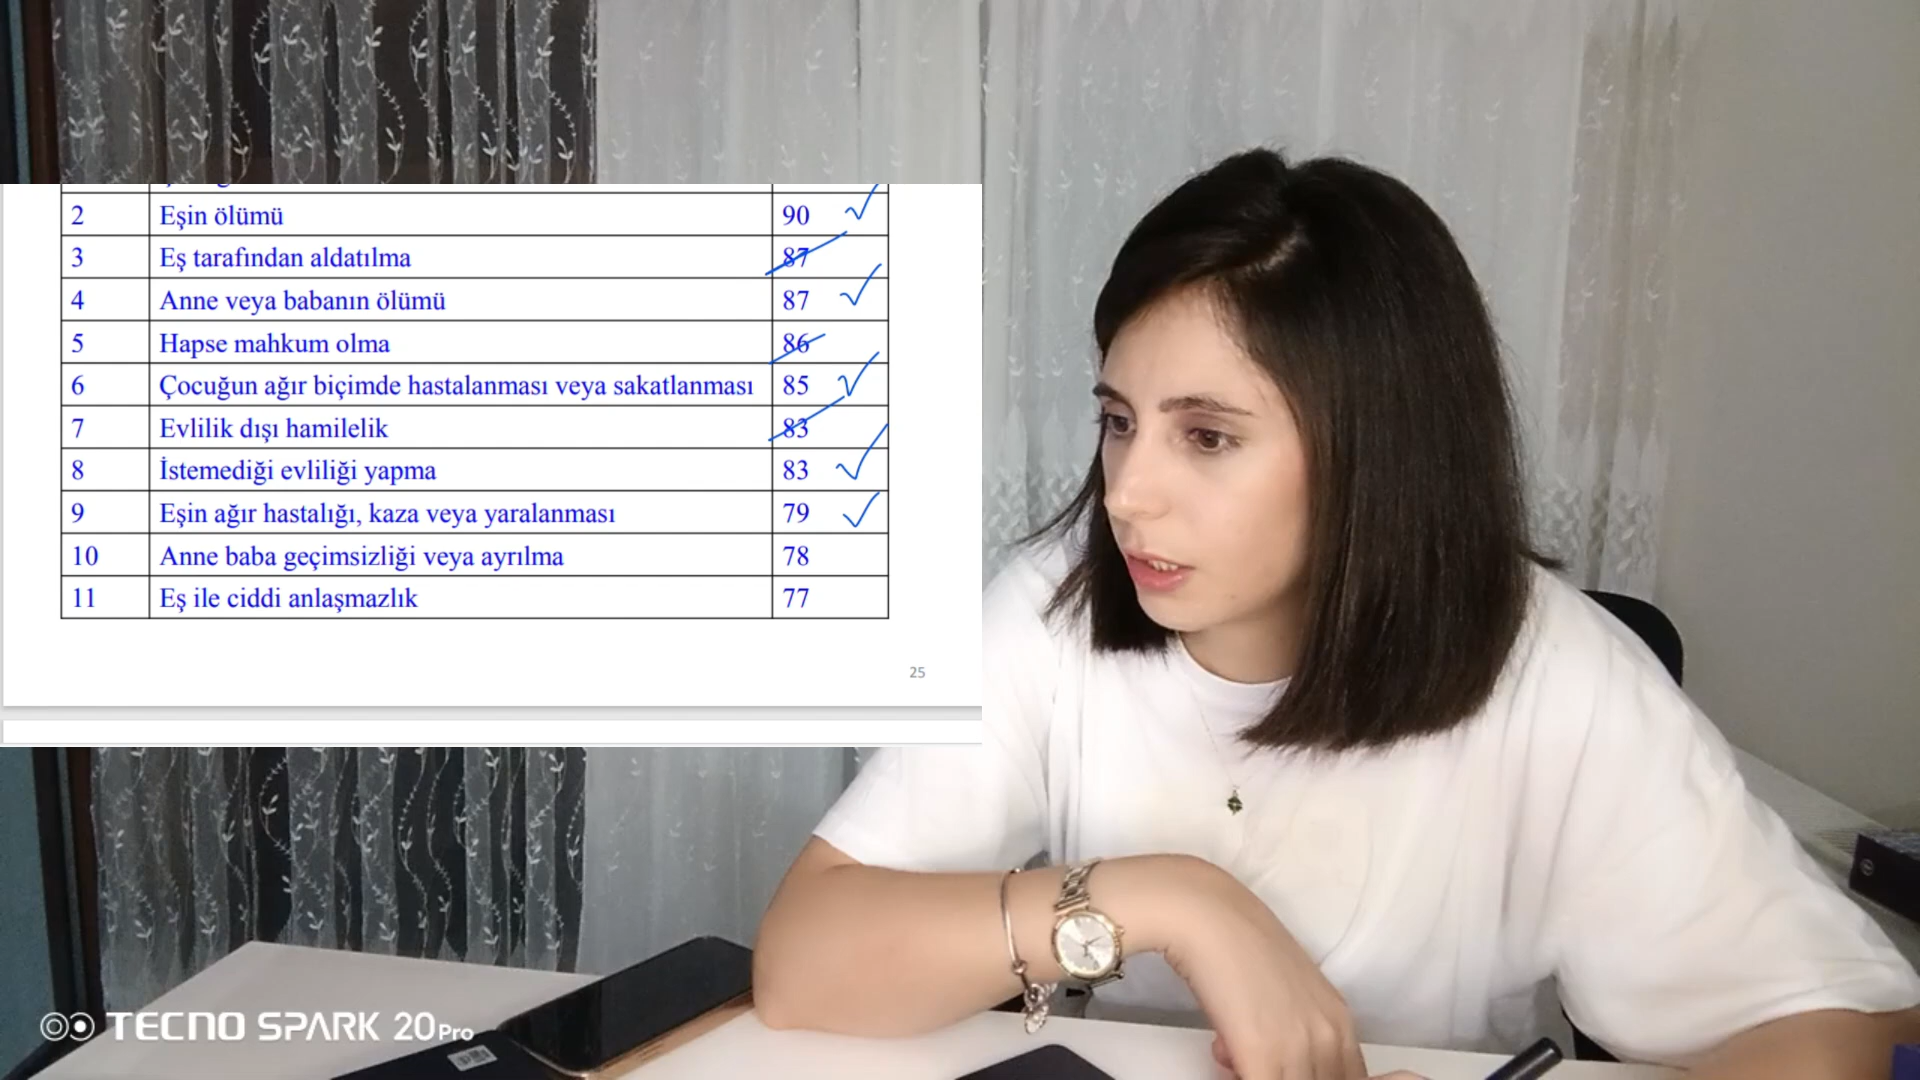 2 Eşin ölümü 90
3 Eş tarafından aldatılma 87
4 Anne veya babanın ölümü 87
5 Hapse mahkum olma 86
6 Çocuğun ağır biçimde hastalanması veya sakatlanması 85
7 Evlilik dışı hamilelik 83
8 İstemediği evliliği yapma 83
9 Eşin ağır hastalığı, kaza veya yaralanması 79
10 Anne baba geçimsizliği veya ayrılma 78
11 Eş ile ciddi anlaşmazlık 77
25
TECNO SPARK 20 Pro